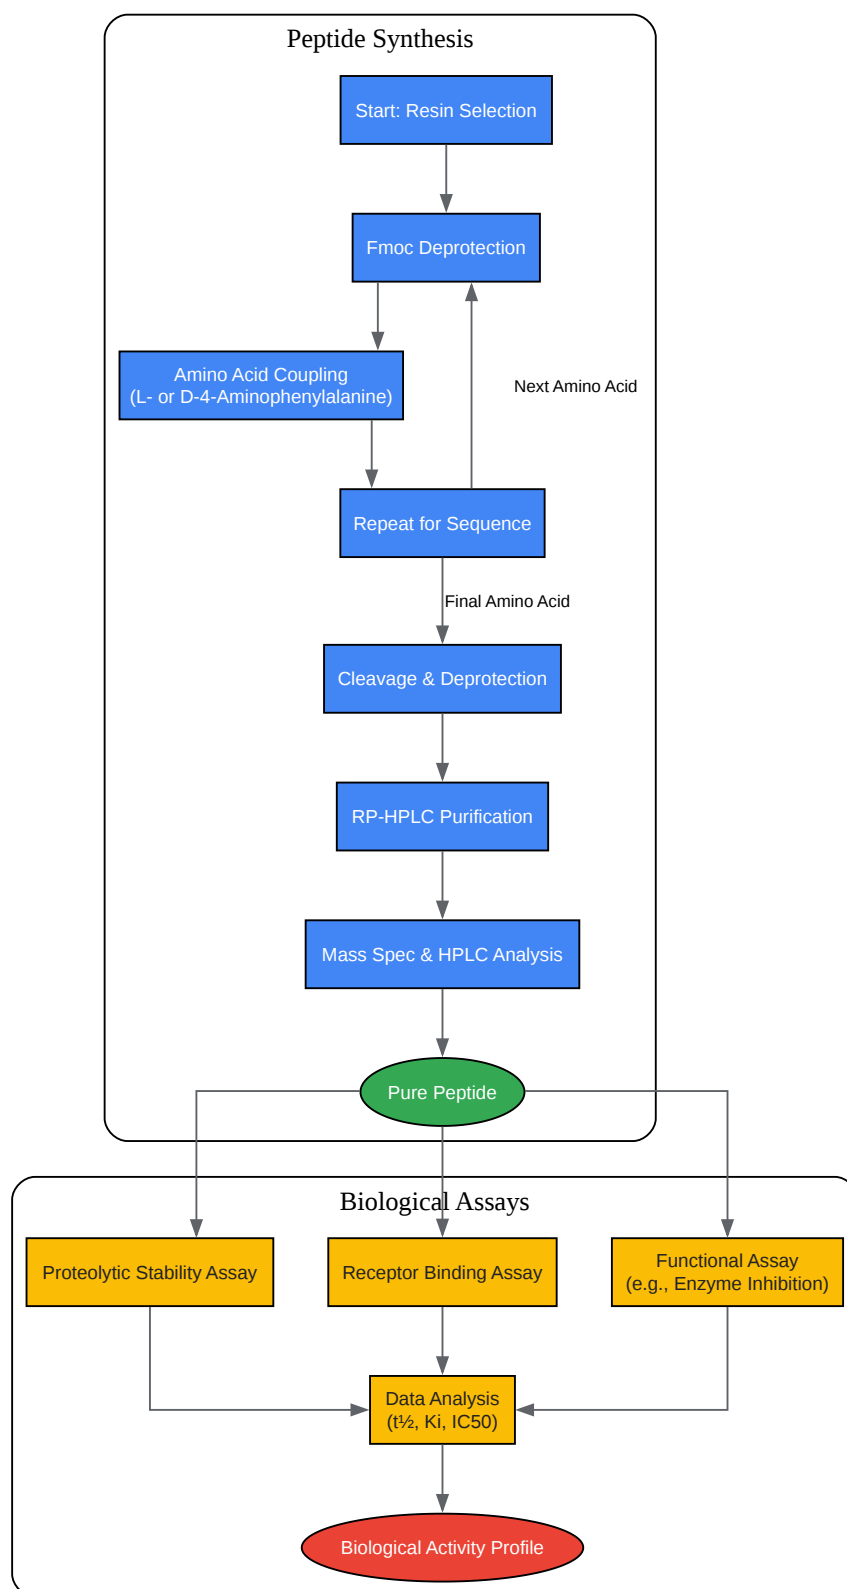 Peptide Synthesis
Start: Resin Selection
Fmoc Deprotection
Amino Acid Coupling
(L- or D-4-Aminophenylalanine)
Next Amino Acid
Repeat for Sequence
Final Amino Acid
Cleavage & Deprotection
RP-HPLC Purification
Mass Spec & HPLC Analysis
Pure Peptide
Biological Assays
Proteolytic Stability Assay
Receptor Binding Assay
Functional Assay
(e.g., Enzyme Inhibition)
Data Analysis
(t½, Ki, IC50)
Biological Activity Profile